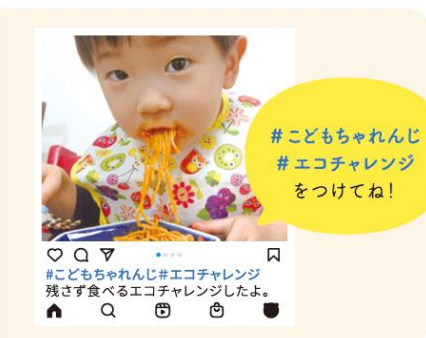 #こどもちゃれんじ
#エコチャレンジ
をつけてね!
#こどもちゃれんじ#エコチャレンジ
残さず食べるエコチャレンジしたよ。